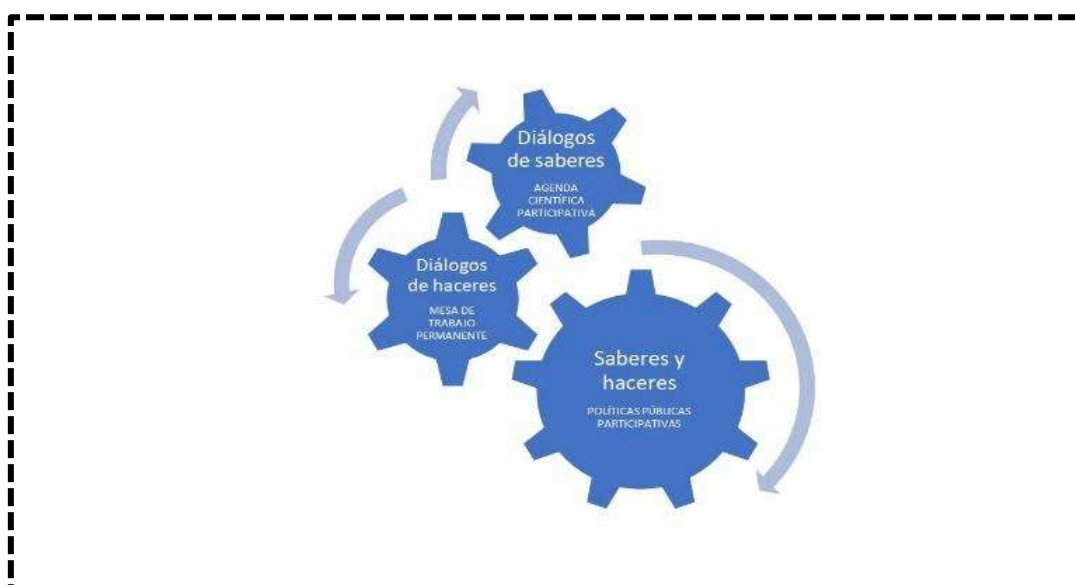 Diálogos
de saberes
AGENDA
CIENTÍFICA
PARTICIPATIVA
Diálogos
de haceres
MESA DE
TRABAJO
PERMANENTE
Saberes y
haceres
POLÍTICAS PÚBLICAS
PARTICIPATIVAS